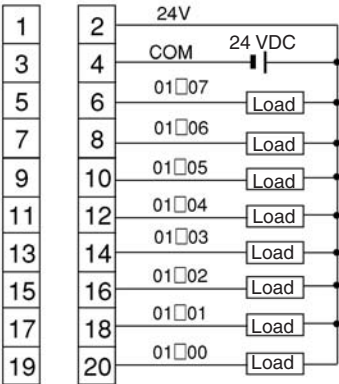 1 2 24V
3 4 COM 24 VDC
5 6 01□07 Load
7 8 01□06 Load
9 10 01□05 Load
11 12 01□04 Load
13 14 01□03 Load
15 16 01□02 Load
17 18 01□01 Load
19 20 01□00 Load